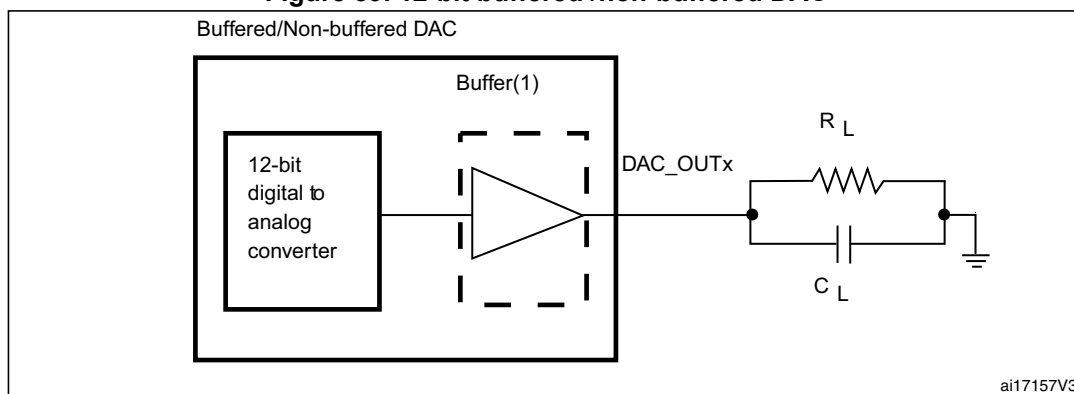 Buffered/Non-buffered DAC
Buffer(1)
12-bit
digital to
analog
converter
DAC_OUTx
R L
C L
ai17157V3